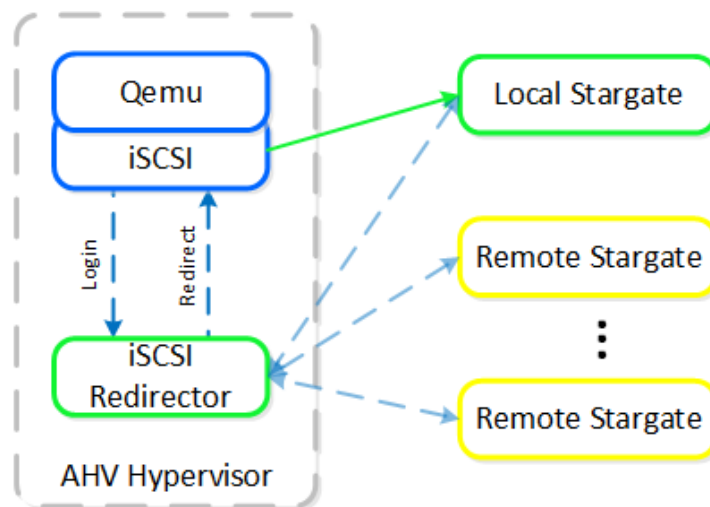 Qemu
iSCSI
Login
Redirect
iSCSI
Redirector
AHV Hypervisor
Local Stargate
Remote Stargate
Remote Stargate